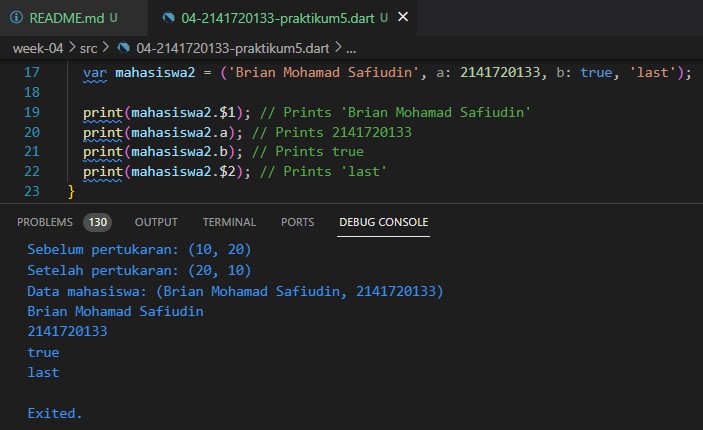 README.md U 04-2141720133-praktikum5.dart U
week-04 > src > 04-2141720133-praktikum5.dart > ...
17 var mahasiswa2 = ('Brian Mohamad Safiudin', a: 2141720133, b: true, 'last');
18
19 print(mahasiswa2.$1); // Prints 'Brian Mohamad Safiudin'
20 print(mahasiswa2.a); // Prints 2141720133
21 print(mahasiswa2.b); // Prints true
22 print(mahasiswa2.$2); // Prints 'last'
23 }
PROBLEMS 130 OUTPUT TERMINAL PORTS DEBUG CONSOLE
Sebelum pertukaran: (10, 20)
Setelah pertukaran: (20, 10)
Data mahasiswa: (Brian Mohamad Safiudin, 2141720133)
Brian Mohamad Safiudin
2141720133
true
last
Exited.